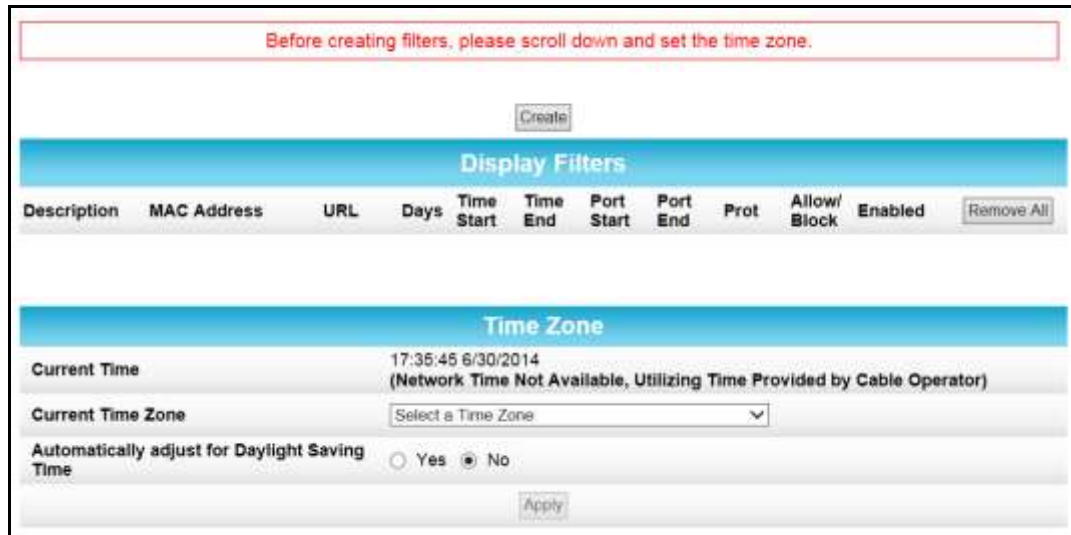 Before creating filters, please scroll down and set the time zone.
Create
Display Filters
Description MAC Address URL Days Time Start Time End Port Start Port End Prot Allow/ Block Enabled Remove All
Time Zone
Current Time 17:35:45 6/30/2014
(Network Time Not Available, Utilizing Time Provided by Cable Operator)
Current Time Zone Select a Time Zone
Automatically adjust for Daylight Saving Time Yes No
Apply